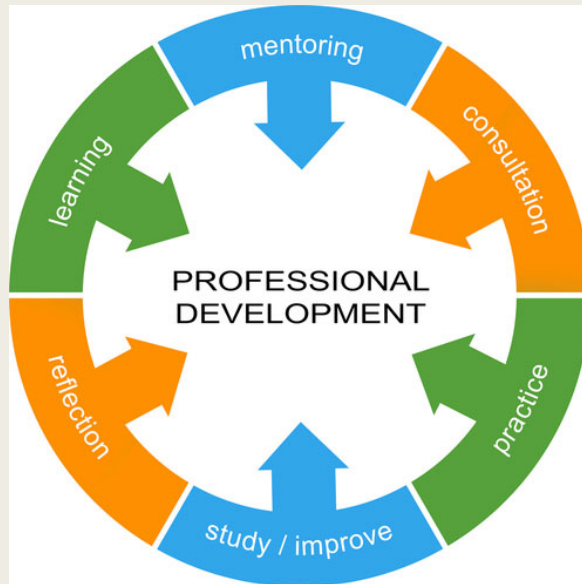 mentoring
consultation
learning
PROFESSIONAL
DEVELOPMENT
reflection
practice
study / improve